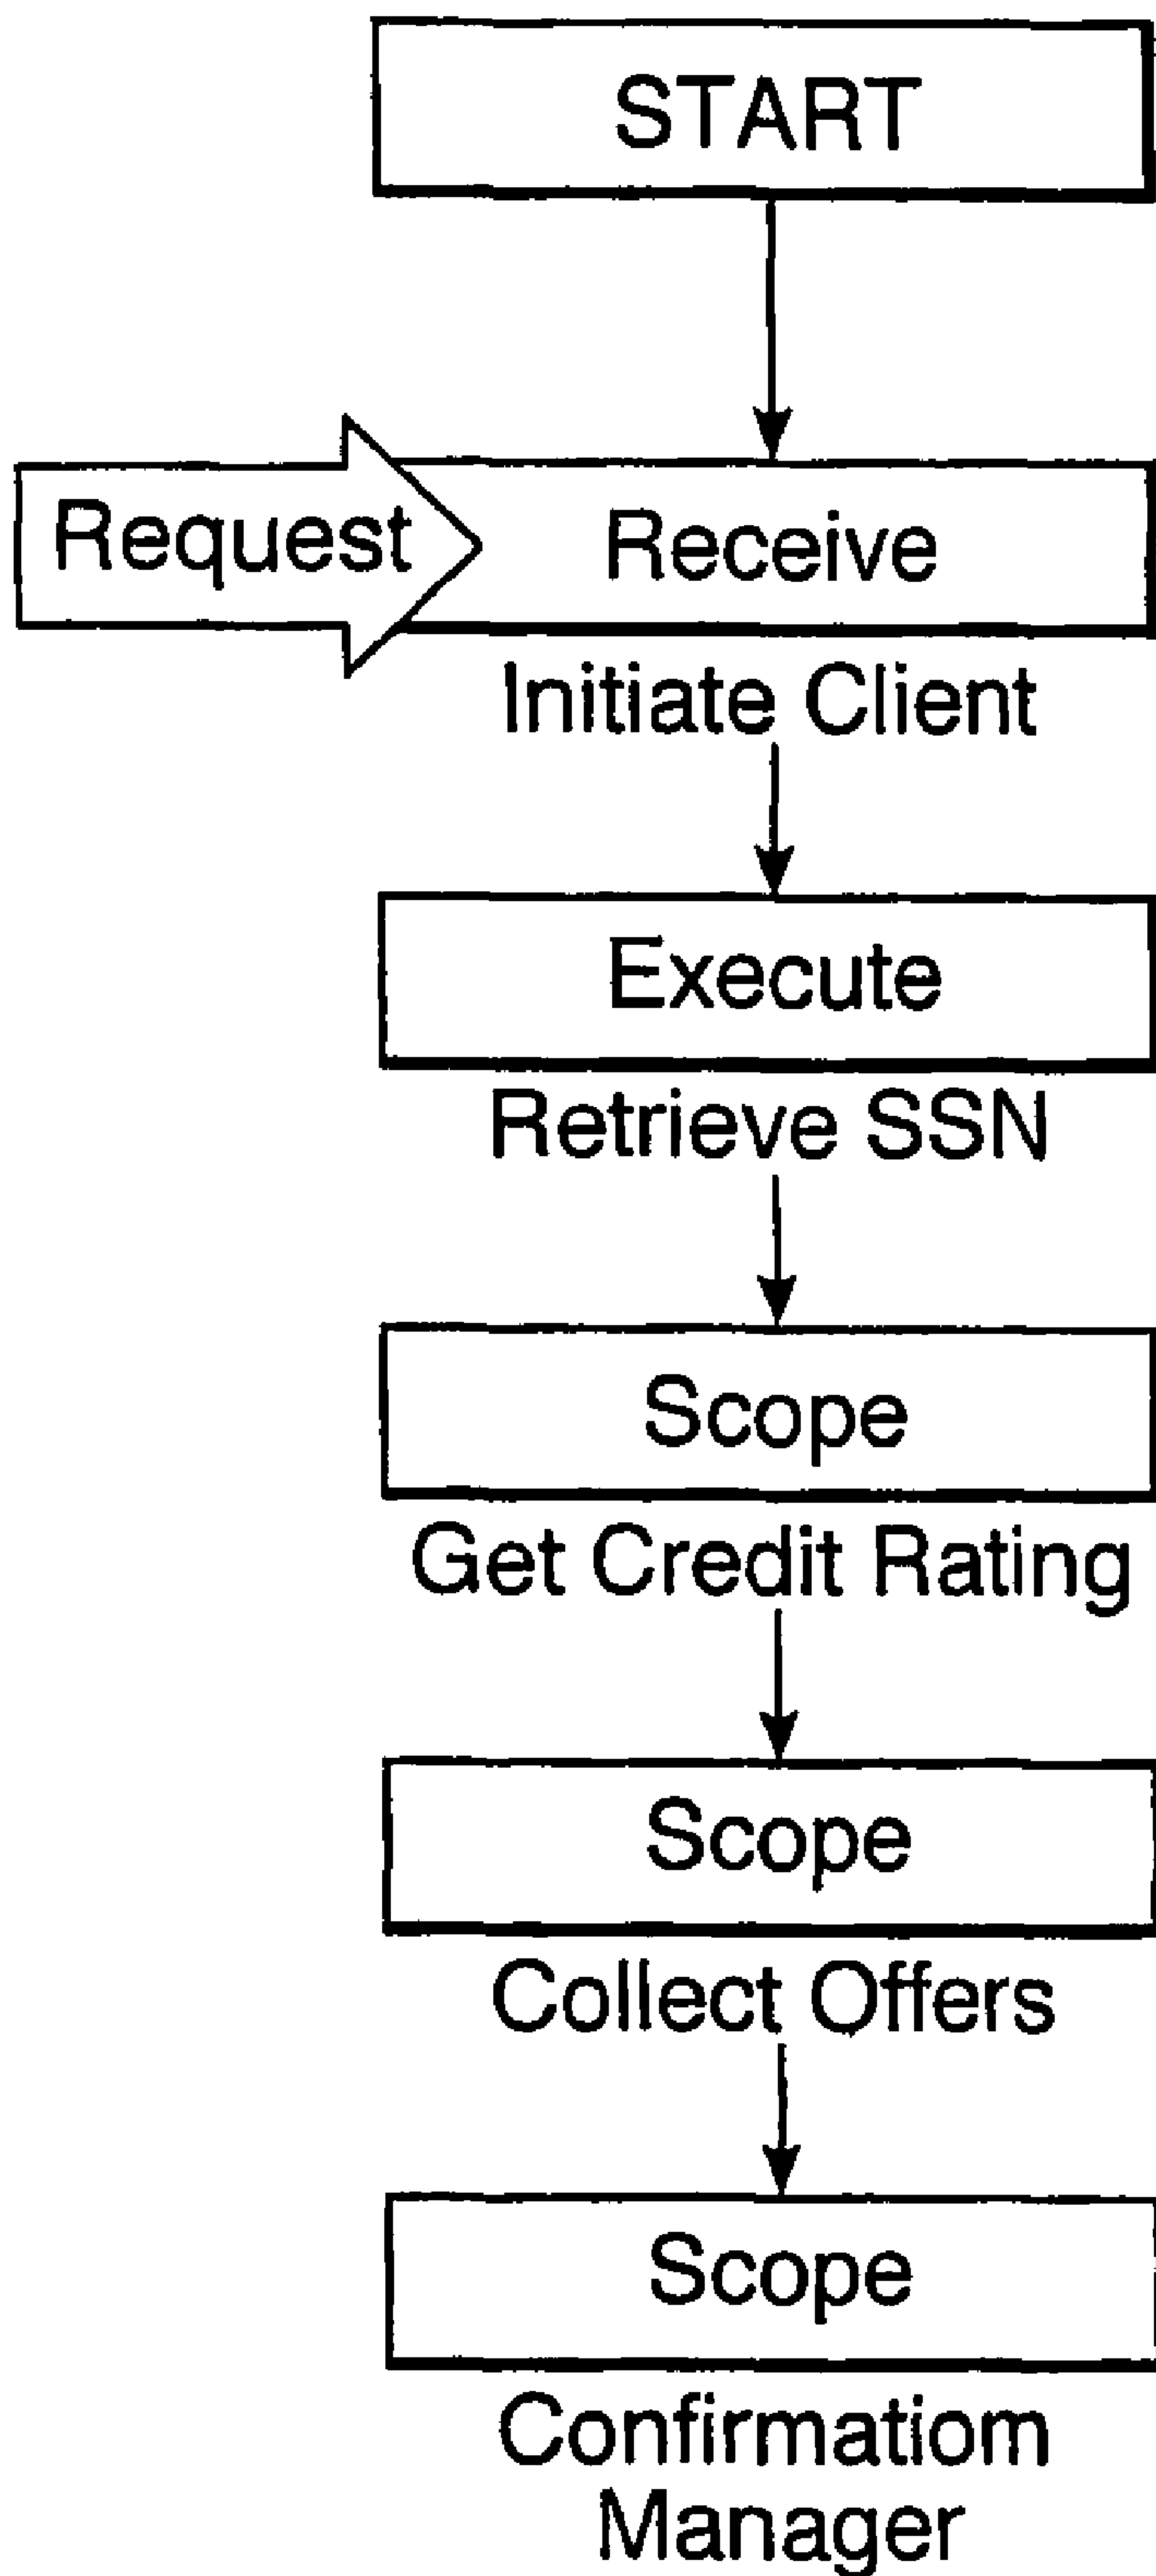 START
Request
Receive
Initiate Client
Execute
Retrieve SSN
Scope
Get Credit Rating
Scope
Collect Offers
Scope
Confirmatiom
Manager